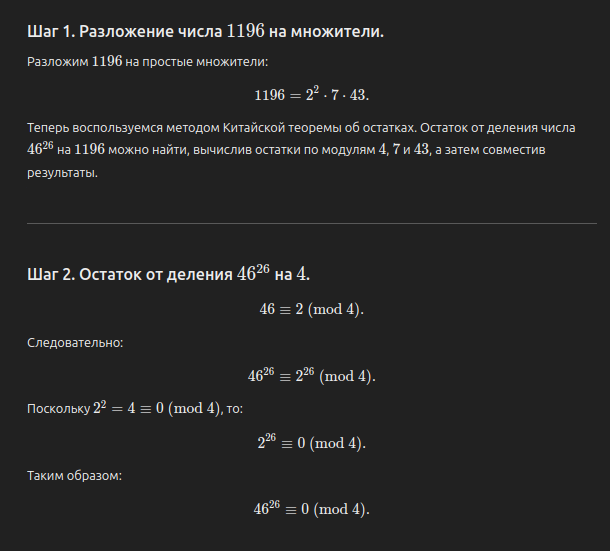 Шаг 1. Разложение числа 1196 на множители.
Разложим 1196 на простые множители:
1196 = 2² · 7 · 43.
Теперь воспользуемся методом Китайской теоремы об остатках. Остаток от деления числа
46²⁶ на 1196 можно найти, вычислив остатки по модулям 4, 7 и 43, а затем совместив
результаты.
Шаг 2. Остаток от деления 46²⁶ на 4.
46 ≡ 2 (mod 4).
Следовательно:
46²⁶ ≡ 2²⁶ (mod 4).
Поскольку 2² = 4 ≡ 0 (mod 4), то:
2²⁶ ≡ 0 (mod 4).
Таким образом:
46²⁶ ≡ 0 (mod 4).